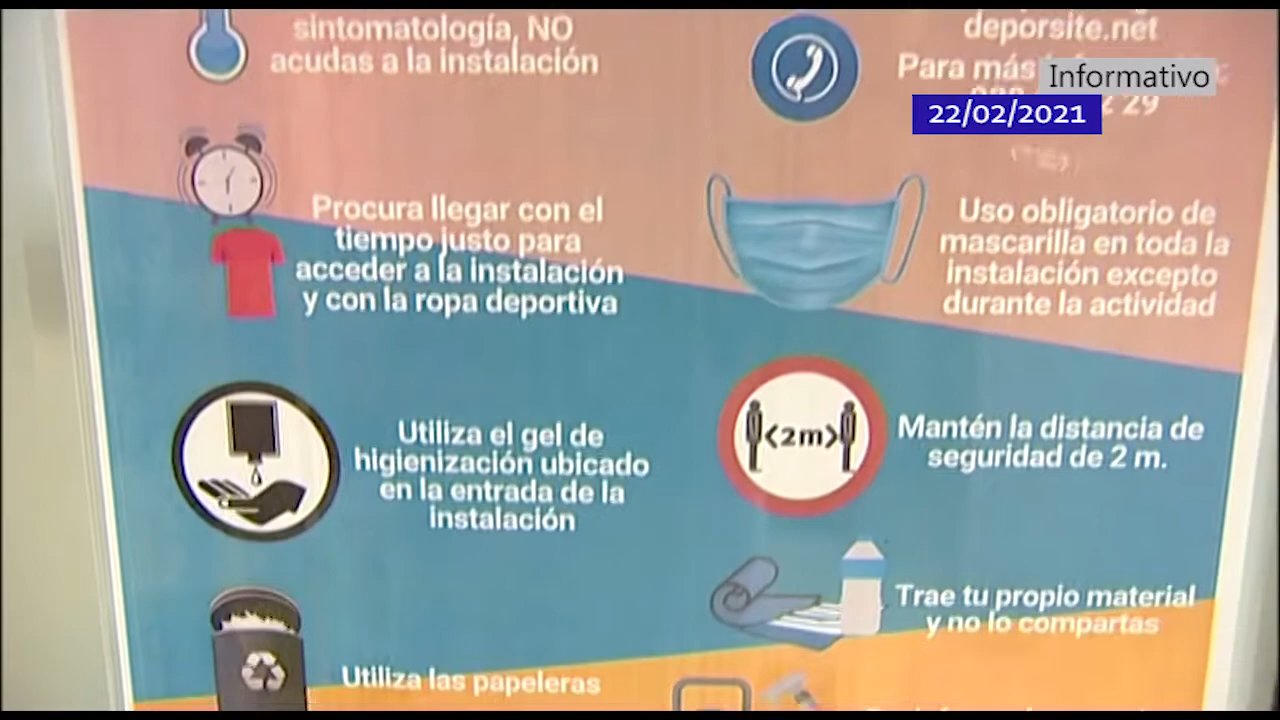 sintomatología, NO
acudas a la instalación
deporsite.net
Para más
29
Informativo
22/02/2021
Procura llegar con el
tiempo justo para
acceder a la instalación
y con la ropa deportiva
Uso obligatorio de
mascarilla en toda la
instalación excepto
durante la actividad
Utiliza el gel de
higienización ubicado
en la entrada de la
instalación
<2m>
Mantén la distancia de
seguridad de 2 m.
Trae tu propio material
y no lo compartas
Utiliza las papeleras